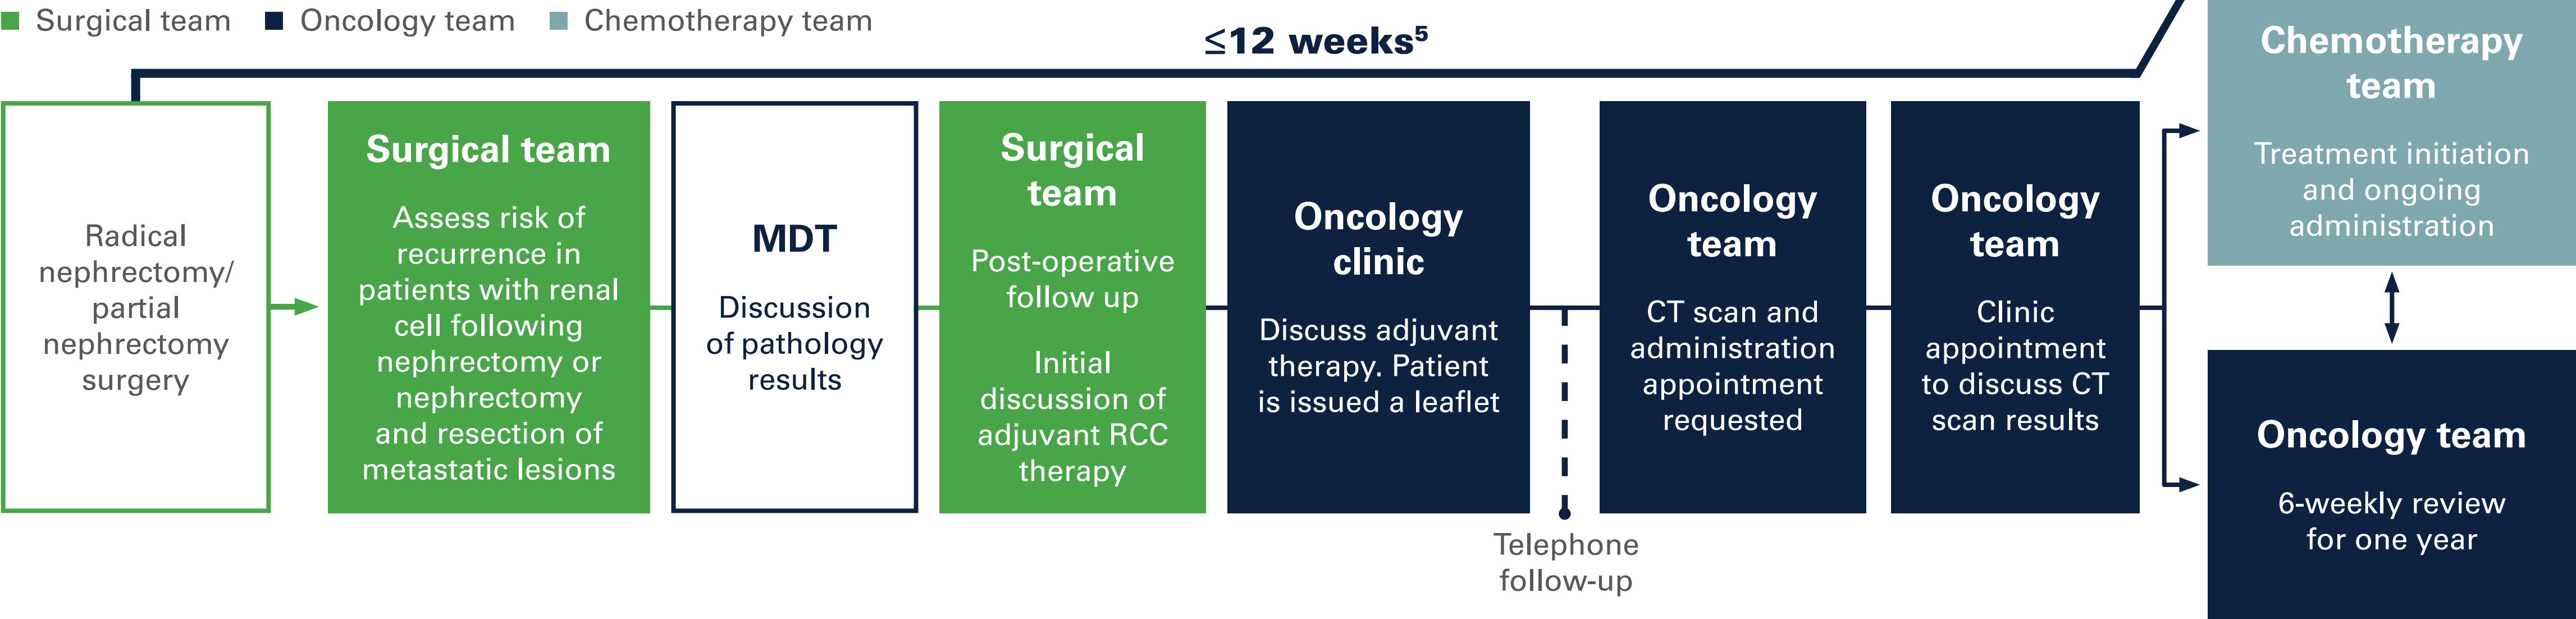 Surgical team
Oncology team
Chemotherapy team
≤12 weeks⁵
Radical
nephrectomy/
partial
nephrectomy
surgery
Surgical team
Assess risk of
recurrence in
patients with renal
cell following
nephrectomy or
nephrectomy
and resection of
metastatic lesions
MDT
Discussion
of pathology
results
Surgical
team
Post-operative
follow up
Initial
discussion of
adjuvant RCC
therapy
Oncology
clinic
Discuss adjuvant
therapy. Patient
is issued a leaflet
Telephone
follow-up
Oncology
team
CT scan and
administration
appointment
requested
Oncology
team
Clinic
appointment
to discuss CT
scan results
Chemotherapy
team
Treatment initiation
and ongoing
administration
Oncology team
6-weekly review
for one year